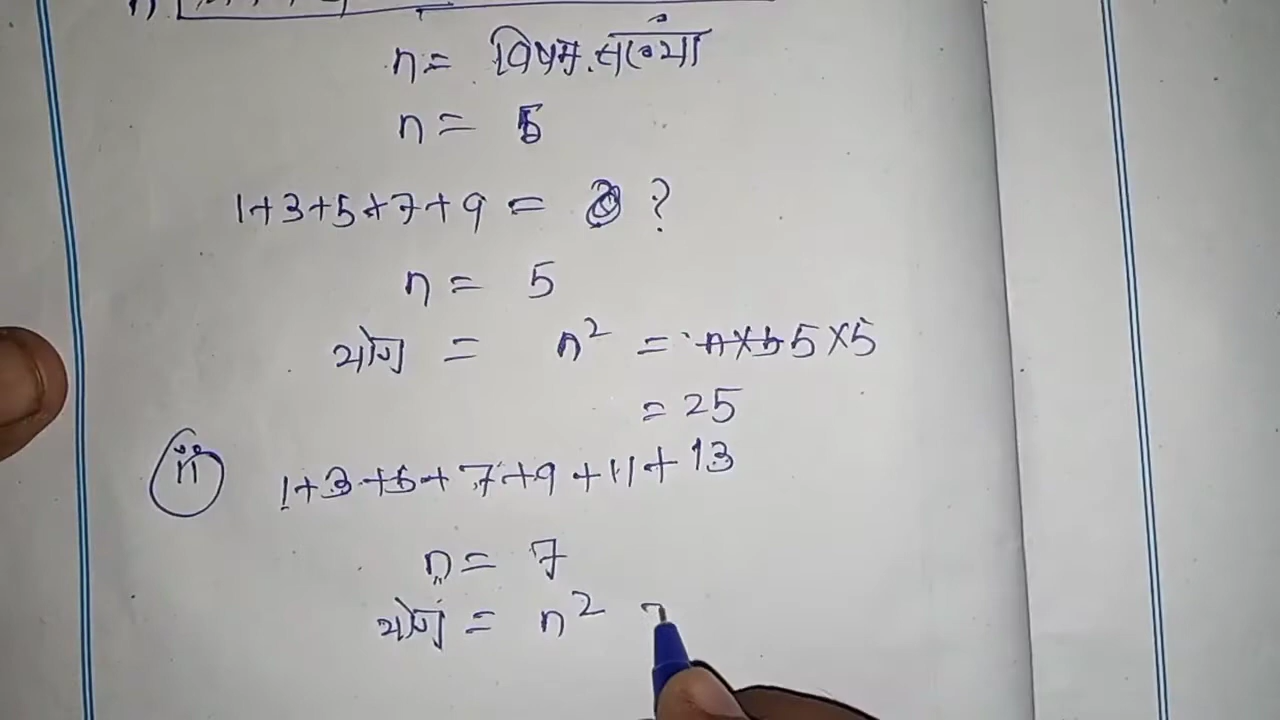 n = विषम संख्या
n = 5
1+3+5+7+9 = ?
n = 5
योग = n² = 5×5
= 25
ii 1+3+5+7+9+11+13
n = 7
योग = n²